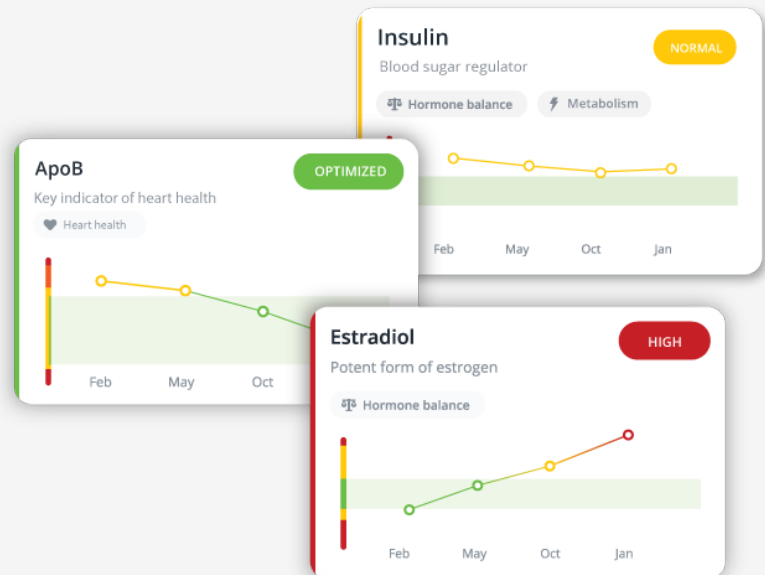 Insulin
NORMAL
Blood sugar regulator
Hormone balance
Metabolism
Feb May Oct Jan
ApoB
OPTIMIZED
Key indicator of heart health
Heart health
Feb May Oct
Estradiol
HIGH
Potent form of estrogen
Hormone balance
Feb May Oct Jan